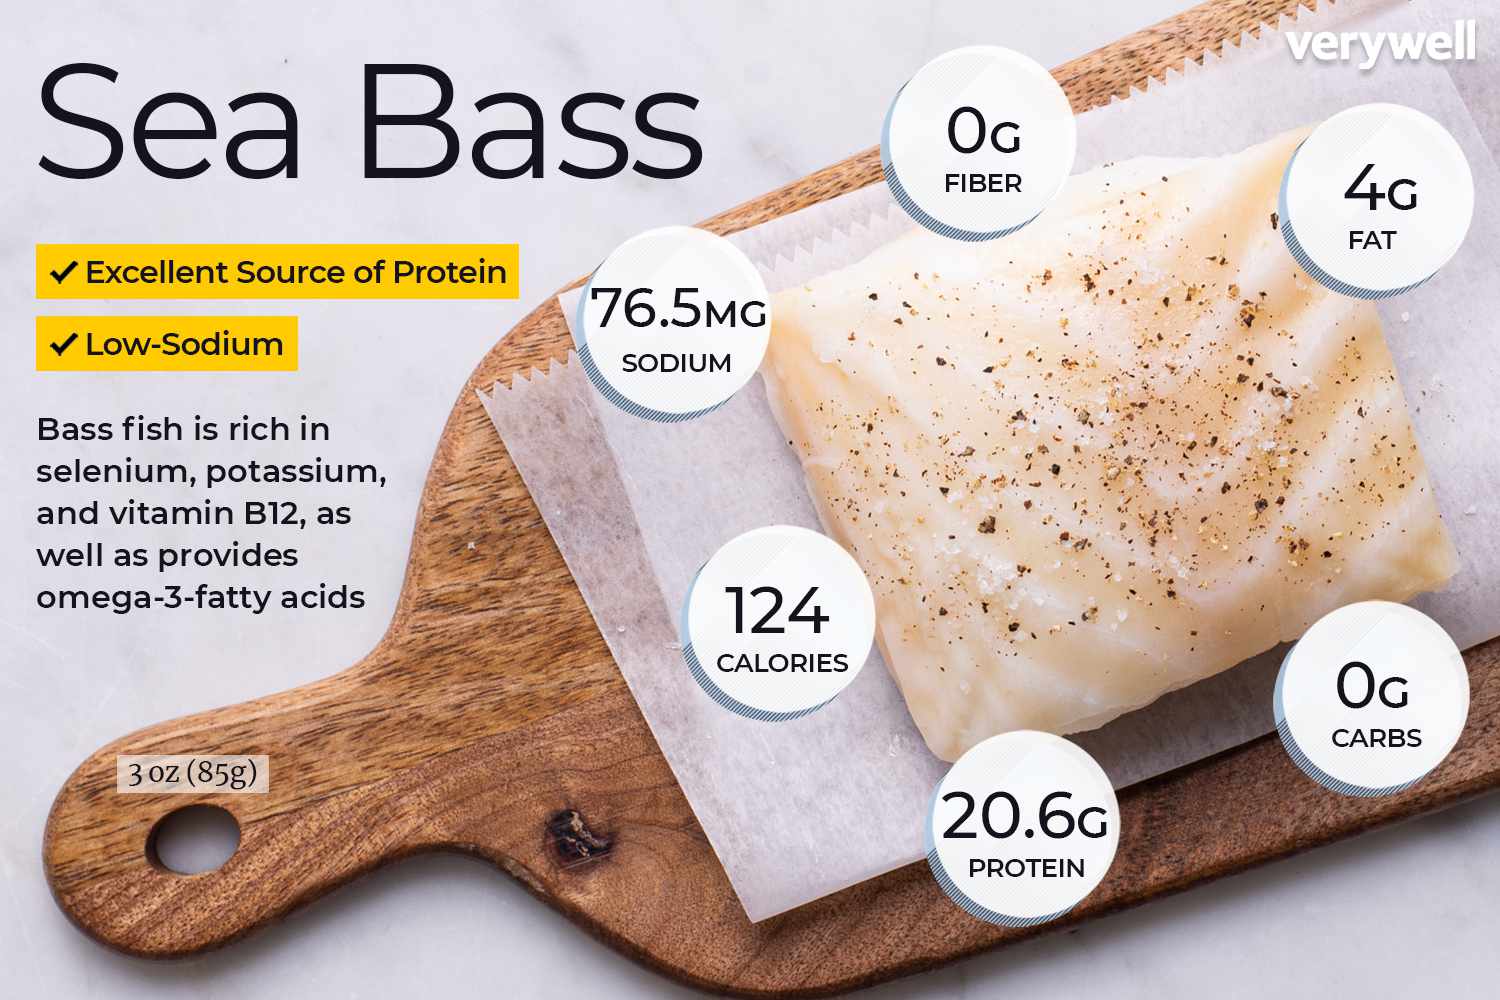 verywell
Sea Bass
Excellent Source of Protein
Low-Sodium
Bass fish is rich in
selenium, potassium,
and vitamin B12, as
well as provides
omega-3-fatty acids
0G
FIBER
4G
FAT
76.5MG
SODIUM
124
CALORIES
0G
CARBS
20.6G
PROTEIN
3 oz (85g)